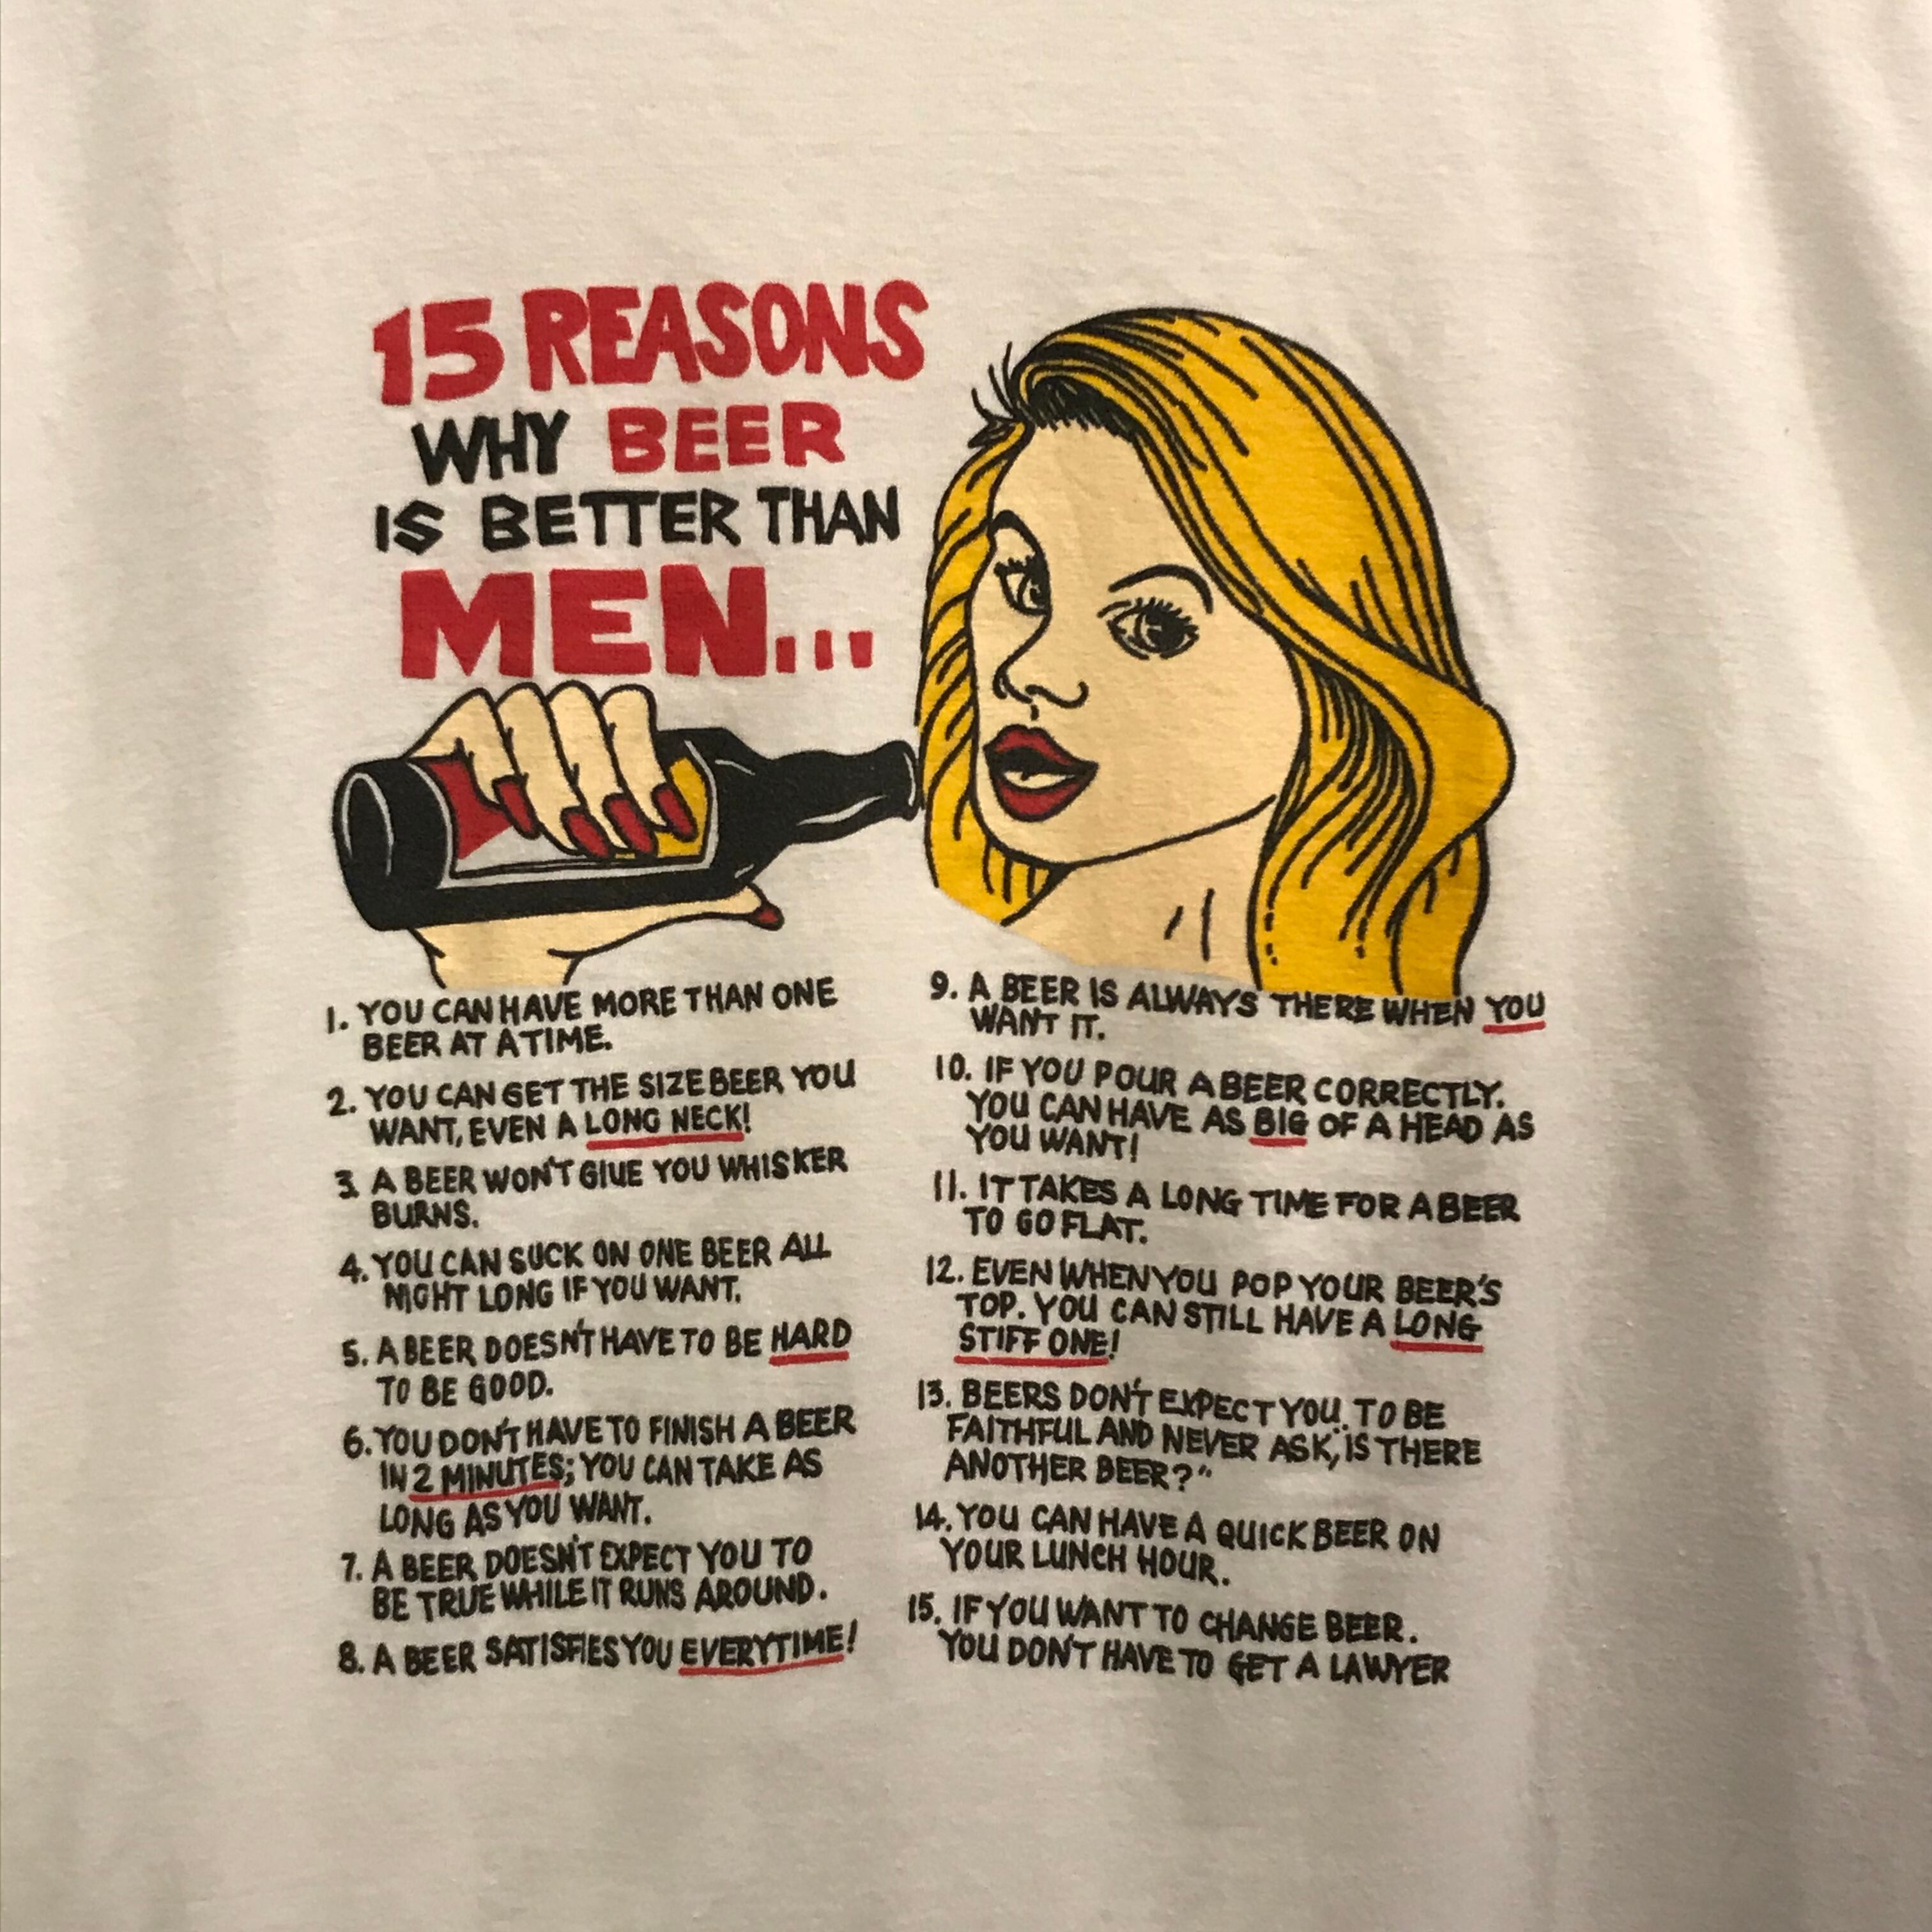 15 REASONS
WHY BEER
IS BETTER THAN
MEN...
1. YOU CAN HAVE MORE THAN ONE
BEER AT A TIME.
2. YOU CAN GET THE SIZE BEER YOU
WANT, EVEN A LONG NECK!
3. A BEER WON'T GIVE YOU WHISKER
BURNS.
4. YOU CAN SUCK ON ONE BEER ALL
NIGHT LONG IF YOU WANT.
5. A BEER DOESN'T HAVE TO BE HARD
TO BE GOOD.
6. YOU DON'T HAVE TO FINISH A BEER
IN 2 MINUTES; YOU CAN TAKE AS
LONG AS YOU WANT.
7. A BEER DOESN'T EXPECT YOU TO
BE TRUE WHILE IT RUNS AROUND.
8. A BEER SATISFIES YOU EVERYTIME!
9. A BEER IS ALWAYS THERE WHEN YOU
WANT IT.
10. IF YOU POUR A BEER CORRECTLY.
YOU CAN HAVE AS BIG OF A HEAD AS
YOU WANT!
11. IT TAKES A LONG TIME FOR A BEER
TO GO FLAT.
12. EVEN WHEN YOU POP YOUR BEER'S
TOP. YOU CAN STILL HAVE A LONG
STIFF ONE!
13. BEERS DON'T EXPECT YOU TO BE
FAITHFUL AND NEVER ASK, "IS THERE
ANOTHER BEER?"
14. YOU CAN HAVE A QUICK BEER ON
YOUR LUNCH HOUR.
15. IF YOU WANT TO CHANGE BEER.
YOU DON'T HAVE TO GET A LAWYER